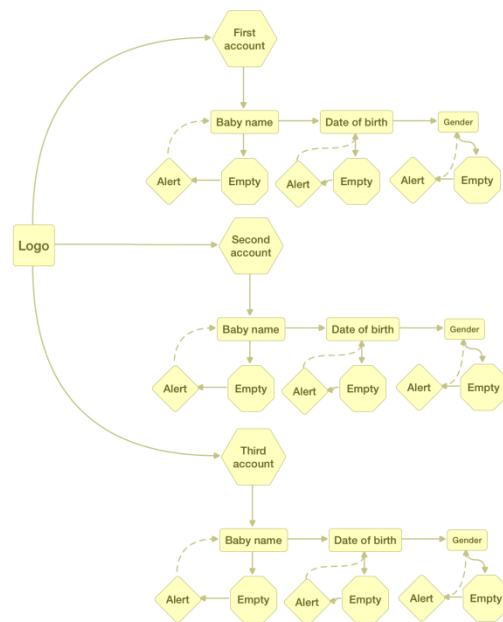 First
account
Baby name
Date of birth
Gender
Alert
Empty
Alert
Empty
Alert
Empty
Logo
Second
account
Baby name
Date of birth
Gender
Alert
Empty
Alert
Empty
Alert
Empty
Third
account
Baby name
Date of birth
Gender
Alert
Empty
Alert
Empty
Alert
Empty